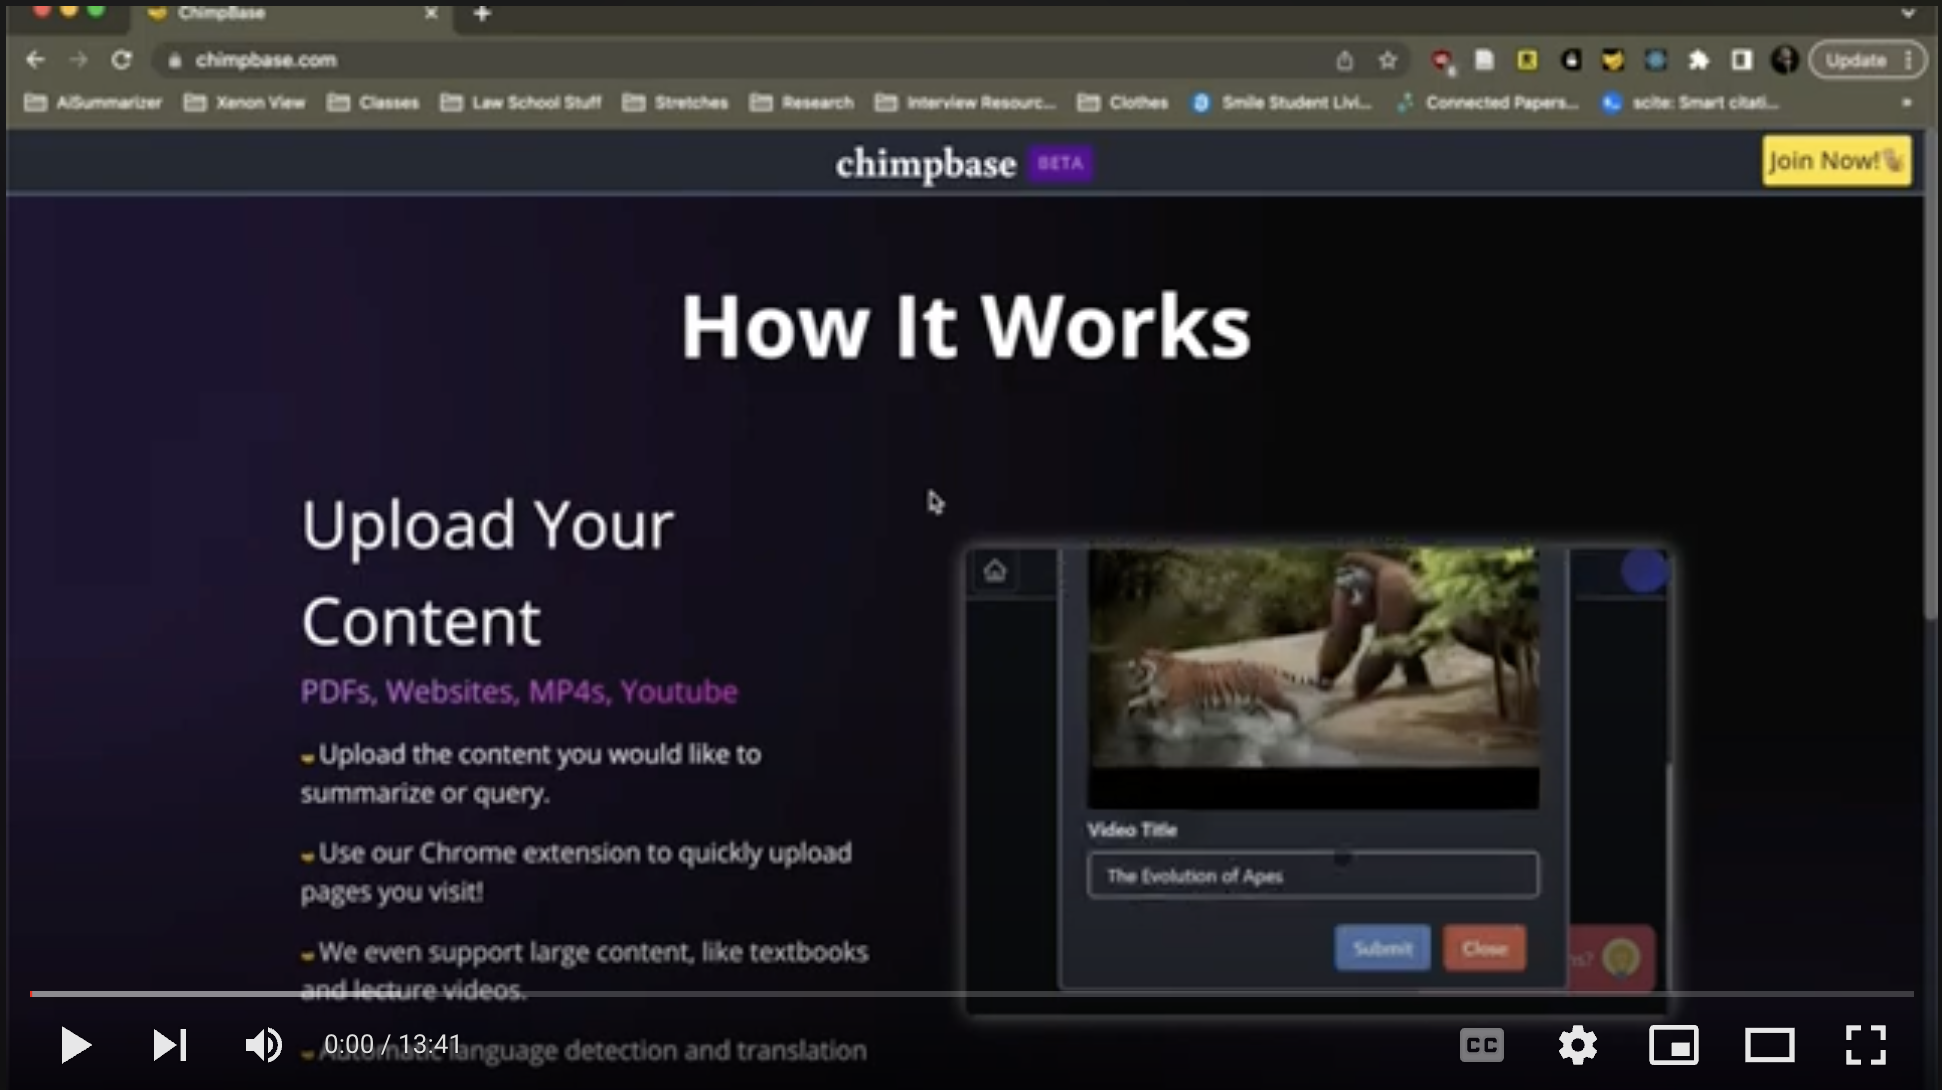 ChimpBase
chimpbase.com
Update
AISummarizer Xenon View Classes Law School Stuff Stretches Research Interview Resourc... Clothes Smile Student Livi... Connected Papers... scite: Smart citati...
chimpbase BETA
Join Now!
How It Works
Upload Your
Content
PDFs, Websites, MP4s, Youtube
Upload the content you would like to
summarize or query.
Use our Chrome extension to quickly upload
pages you visit!
We even support large content, like textbooks
and lecture videos.
Automatic language detection and translation
Video Title
The Evolution of Apes
Submit Close
ns?
0:00 / 13:41
CC